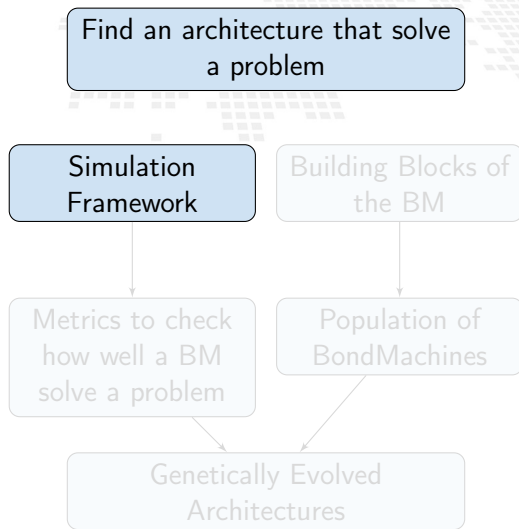 Find an architecture that solve
a problem
Simulation
Framework
Building Blocks of
the BM
Metrics to check
how well a BM
solve a problem
Population of
BondMachines
Genetically Evolved
Architectures